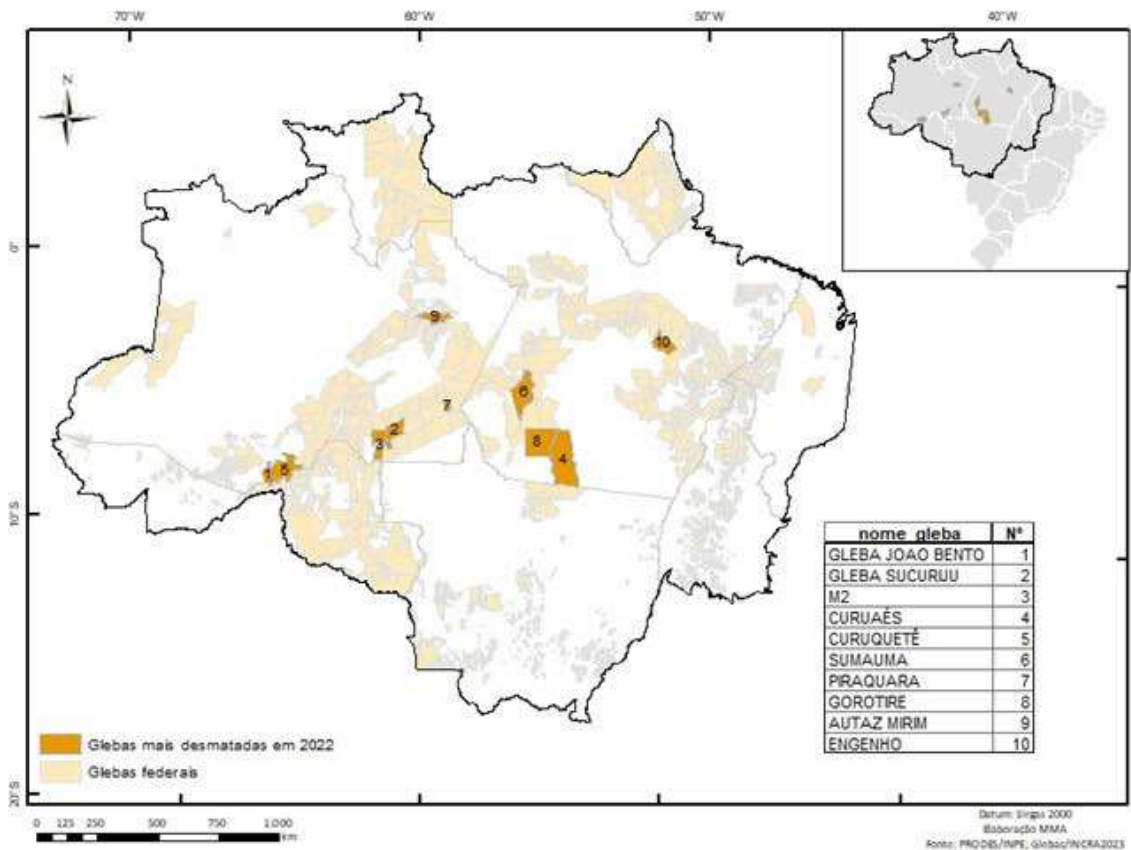 70°W 60°W 50°W 40°W
N
0°
9
10
6
7
2
3
8
4
1 5
10°S
nome gleba Nº
GLEBA JOAO BENTO 1
GLEBA SUCURUU 2
M2 3
CURUAÉS 4
CURUQUETÊ 5
SUMAUMA 6
PIRAQUARA 7
GOROTIRE 8
AUTAZ MIRIM 9
ENGENHO 10
Glebas mais desmatadas em 2022
Glebas federais
20°S
0 125 250 500 750 1.000
km
Datum: Sirgas 2000
Elaboração MMA
Fonte: PRODES/INPE, Glebas/INCRA2023